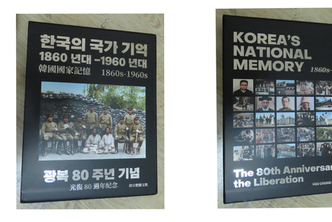 한국의 국가 기억
1860 년대 –1960 년대
韓國國家記憶 1860s-1960s
광복 80 주년 기념
光復 80 週年紀念
KOREA'S
NATIONAL
MEMORY 1860s-
The 80th Anniversar
the Liberation